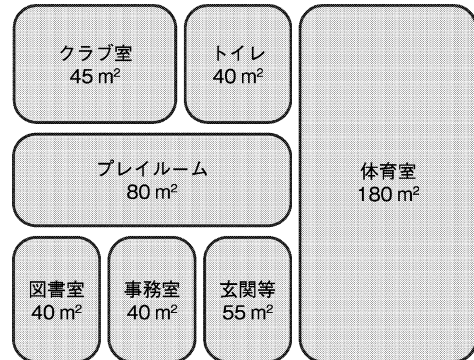 クラブ室
45 m²
トイレ
40 m²
プレイルーム
80 m²
体育室
180 m²
図書室
40 m²
事務室
40 m²
玄関等
55 m²